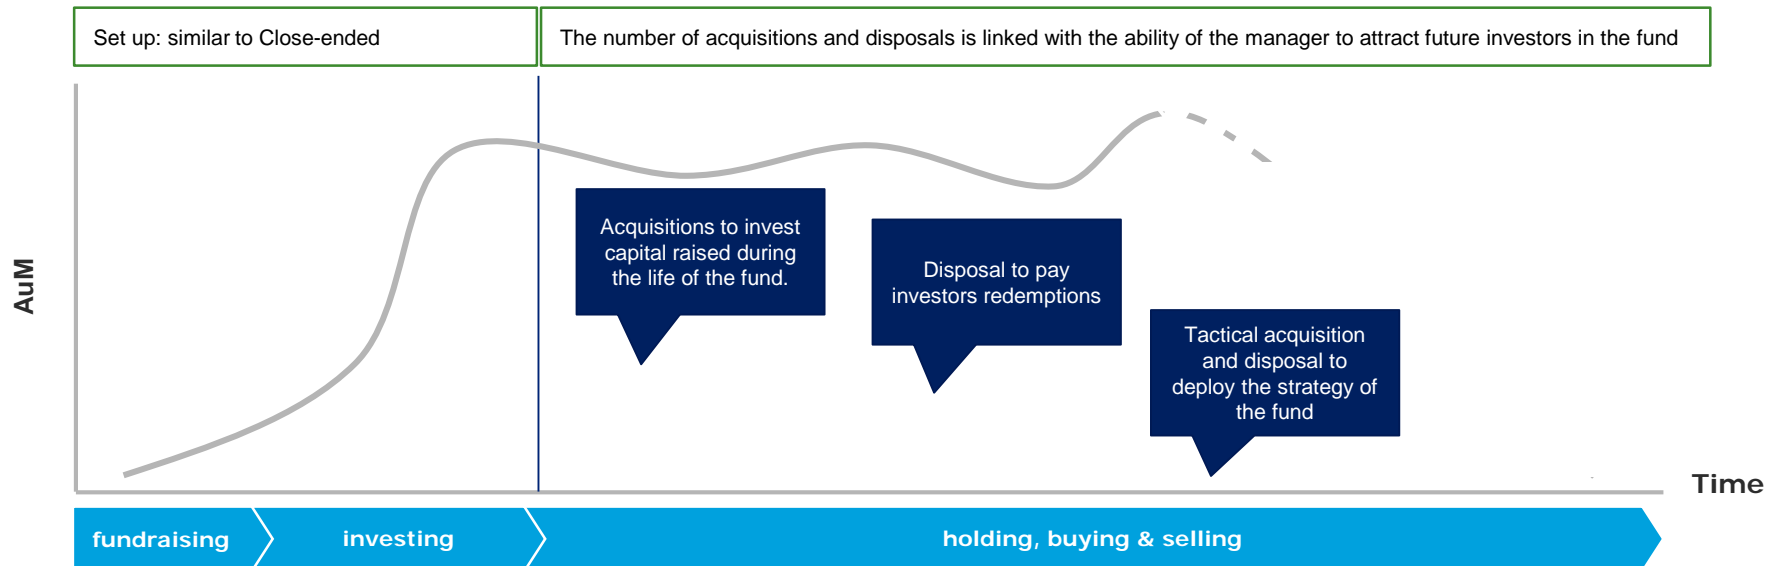 Set up: similar to Close-ended
The number of acquisitions and disposals is linked with the ability of the manager to attract future investors in the fund
AuM
Acquisitions to invest
capital raised during
the life of the fund.
Disposal to pay
investors redemptions
Tactical acquisition
and disposal to
deploy the strategy of
the fund
Time
fundraising
investing
holding, buying & selling